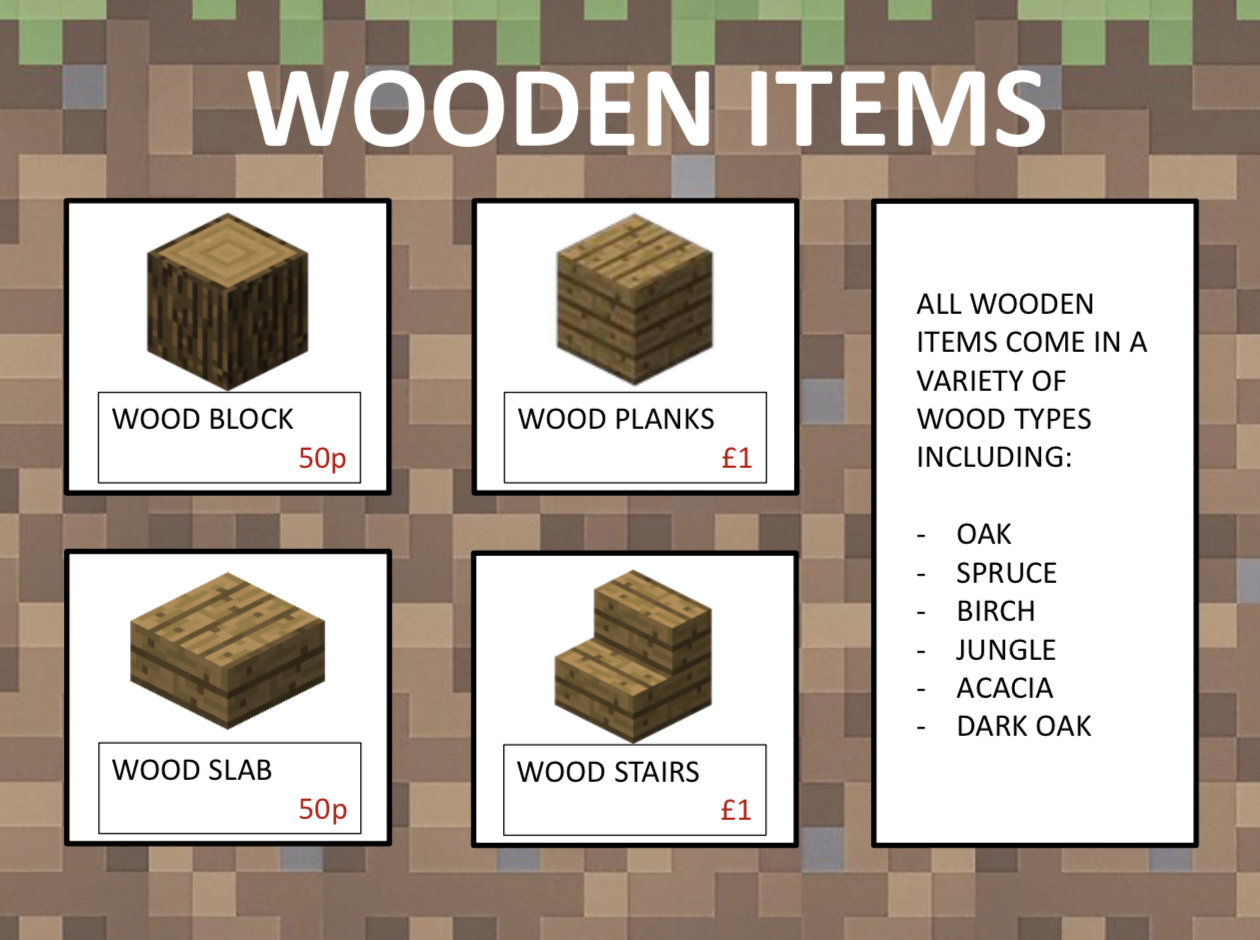 WOODEN ITEMS
WOOD BLOCK
50p
WOOD PLANKS
£1
WOOD SLAB
50p
WOOD STAIRS
£1
ALL WOODEN
ITEMS COME IN A
VARIETY OF
WOOD TYPES
INCLUDING:
- OAK
- SPRUCE
- BIRCH
- JUNGLE
- ACACIA
- DARK OAK